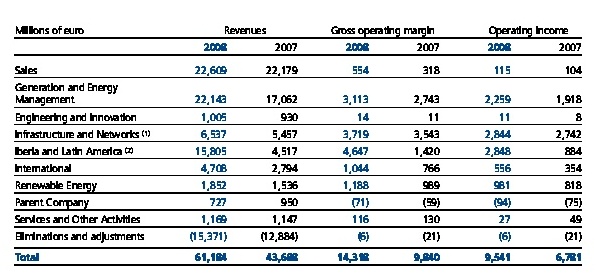 Millions of euro Revenues Gross operating margin Operating income
2008 2007 2008 2007 2008 2007
Sales 22,609 22,179 554 318 115 104
Generation and Energy
Management 22,143 17,062 3,113 2,743 2,259 1,918
Engineering and Innovation 1,005 930 14 11 11 8
Infrastructure and Networks (1) 6,537 5,457 3,719 3,543 2,844 2,742
Iberia and Latin America (2) 15,805 4,517 4,647 1,420 2,848 884
International 4,708 2,794 1,044 766 556 354
Renewable Energy 1,852 1,536 1,188 989 981 818
Parent Company 727 950 (71) (59) (94) (75)
Services and Other Activities 1,169 1,147 116 130 27 49
Eliminations and adjustments (15,371) (12,884) (6) (21) (6) (21)
Total 61,184 43,688 14,318 9,840 9,541 6,781